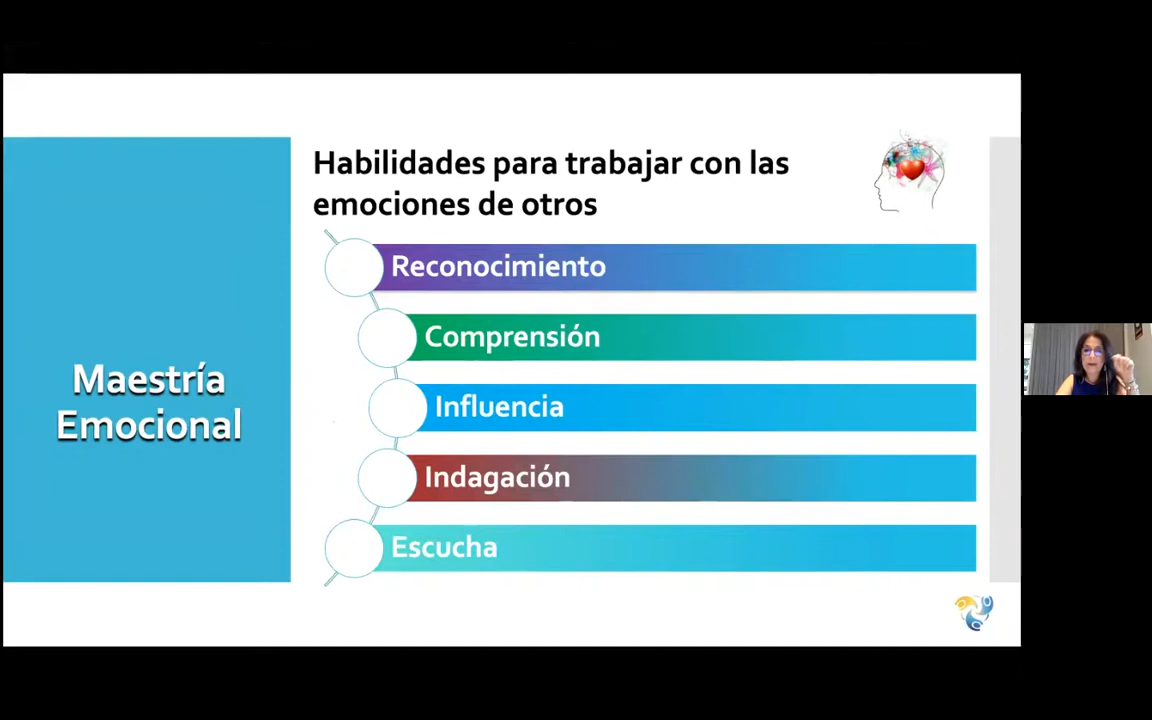 Habilidades para trabajar con las
emociones de otros
Maestría
Emocional
Reconocimiento
Comprensión
Influencia
Indagación
Escucha